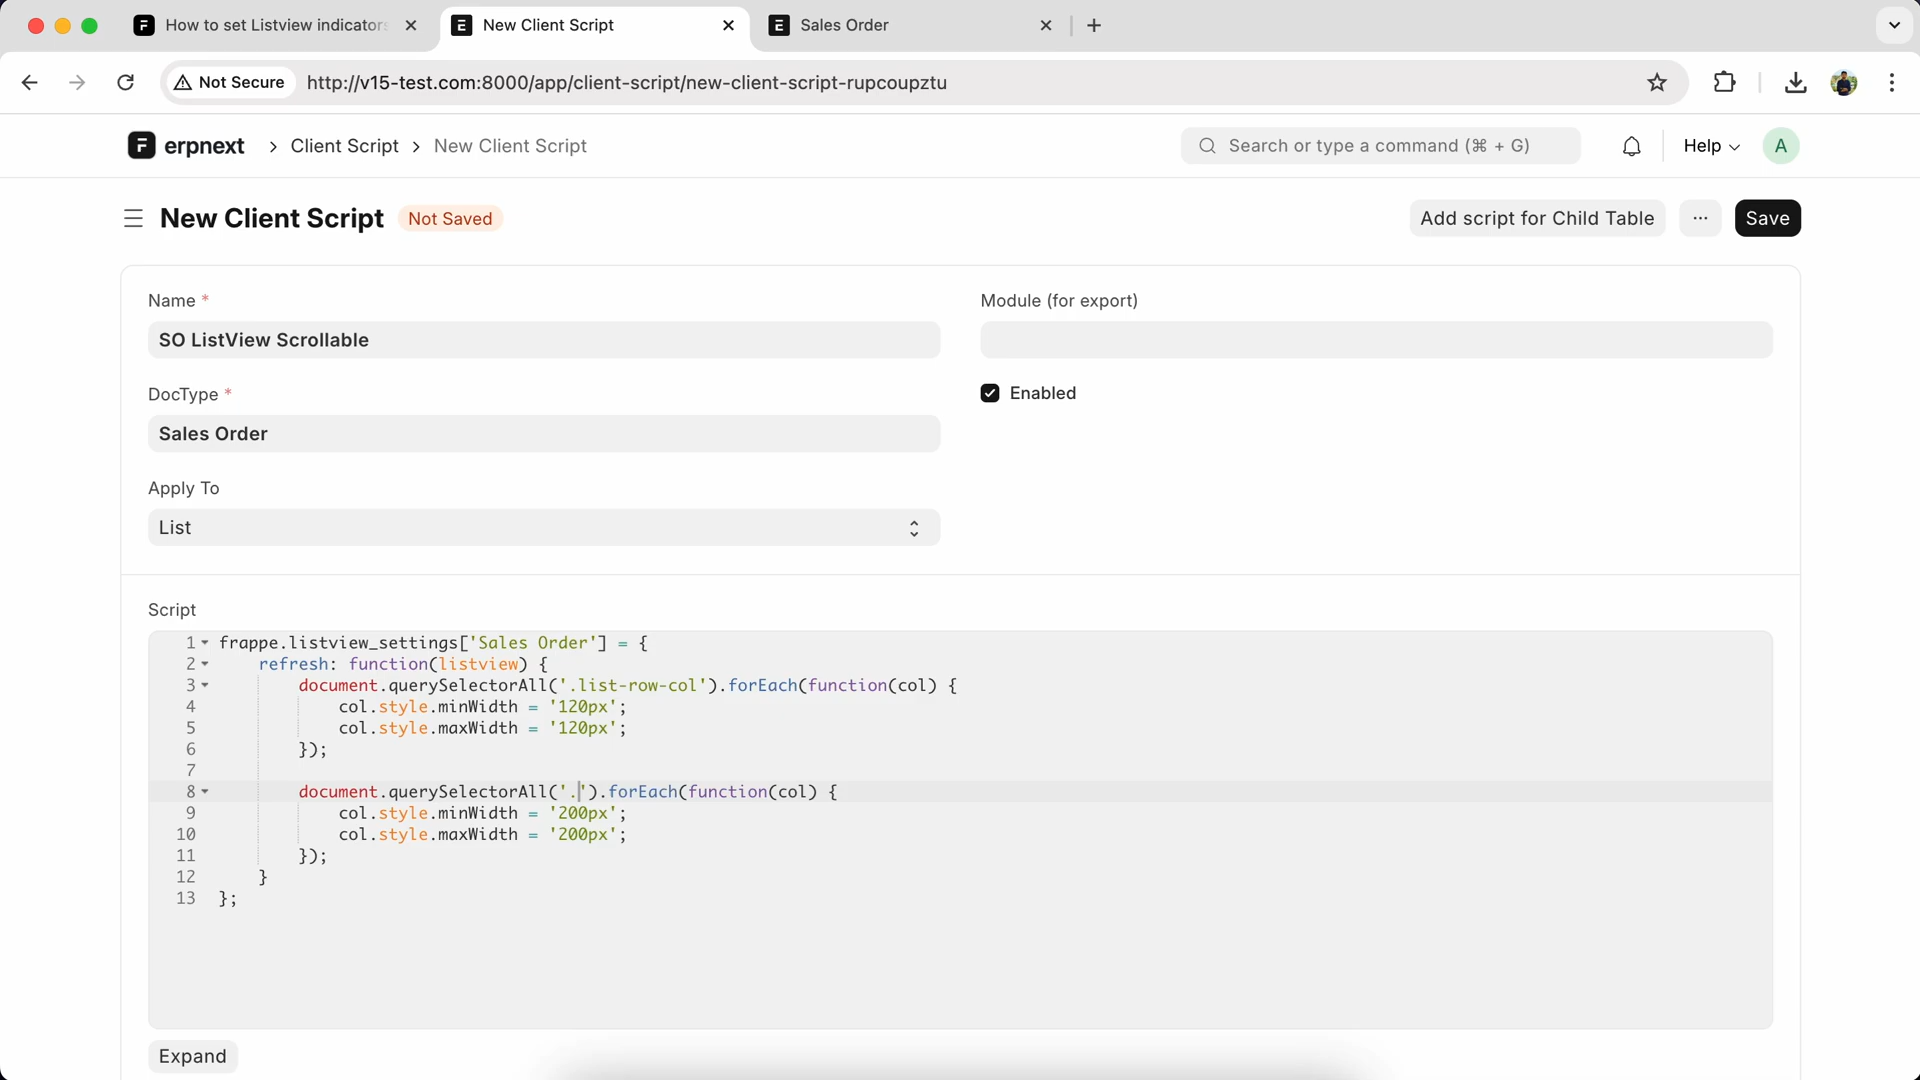 How to set Listview indicators
New Client Script
Sales Order
Not Secure
http://v15-test.com:8000/app/client-script/new-client-script-rupcoupztu
erpnext
Client Script
New Client Script
Search or type a command (⌘ + G)
Help
A
New Client Script
Not Saved
Add script for Child Table
···
Save
Name *
SO ListView Scrollable
Module (for export)
DocType *
Sales Order
Enabled
Apply To
List
Script
1 frappe.listview_settings['Sales Order'] = {
2     refresh: function(listview) {
3         document.querySelectorAll('.list-row-col').forEach(function(col) {
4             col.style.minWidth = '120px';
5             col.style.maxWidth = '120px';
6         });
7
8         document.querySelectorAll('.').forEach(function(col) {
9             col.style.minWidth = '200px';
10             col.style.maxWidth = '200px';
11         });
12     }
13 };
Expand